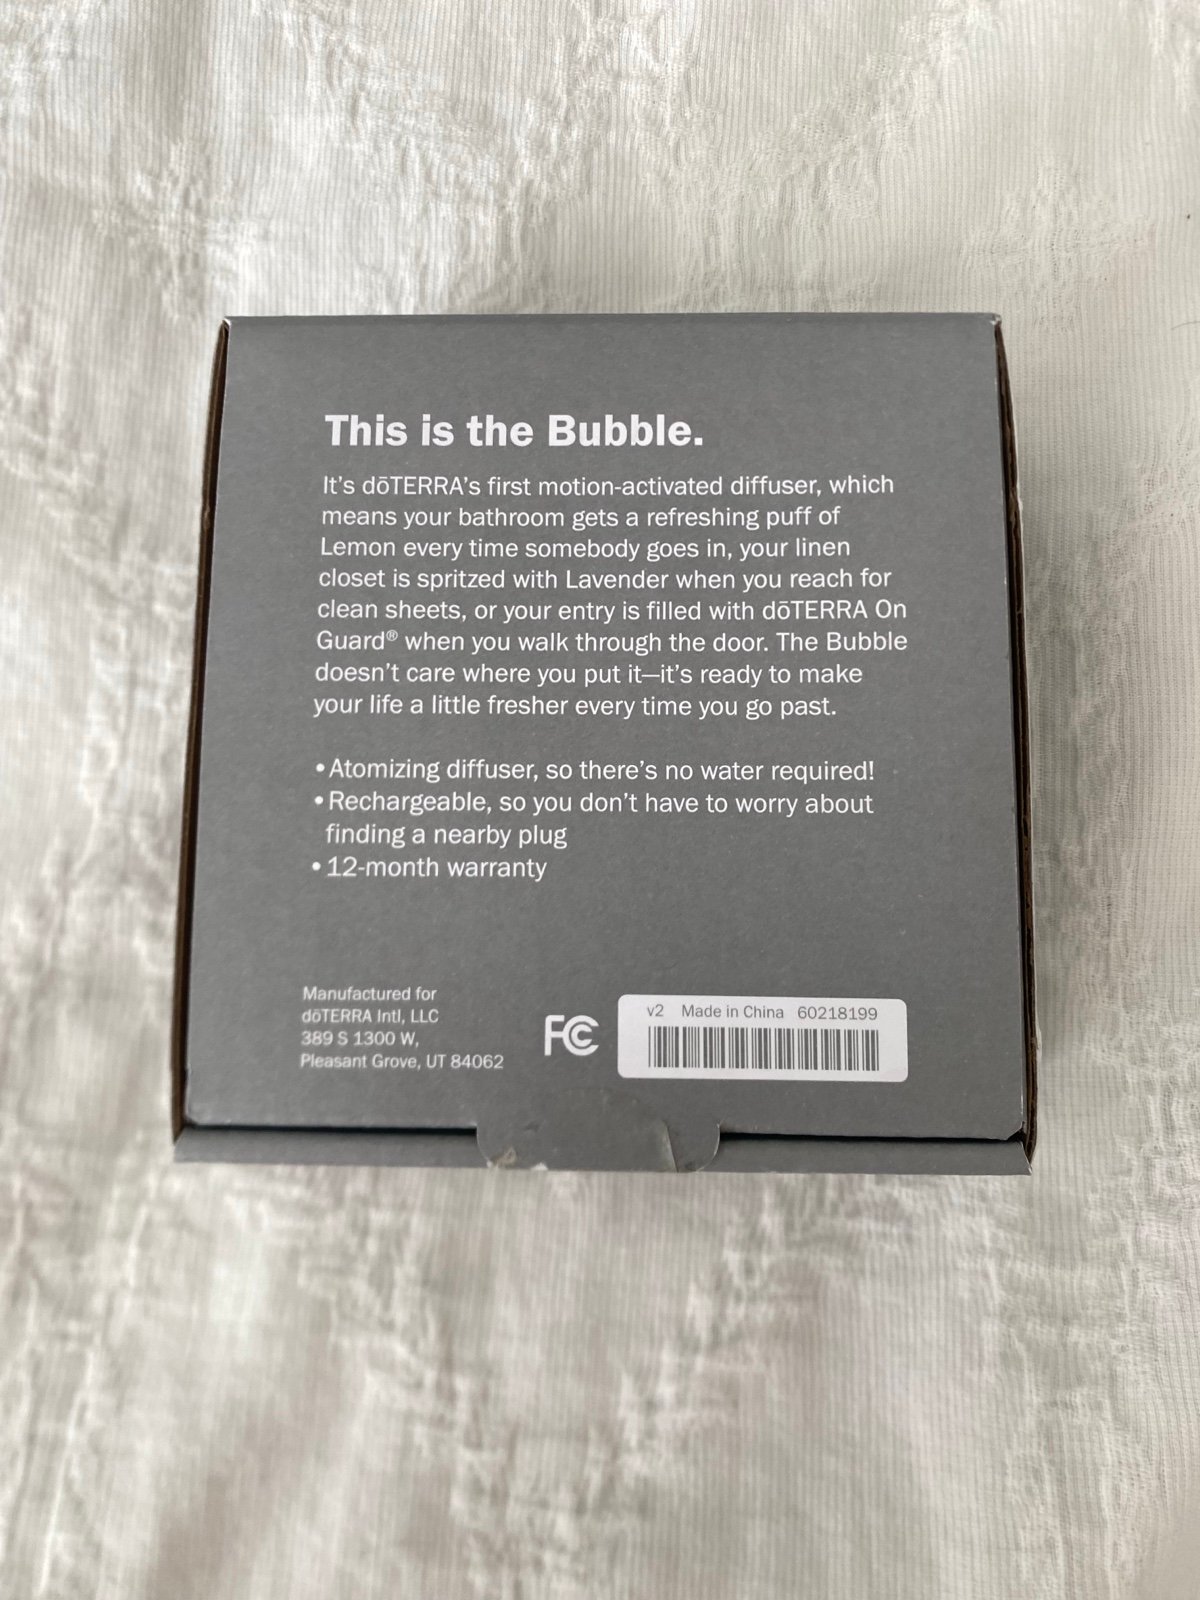 This is the Bubble.
It's dōTERRA's first motion-activated diffuser, which
means your bathroom gets a refreshing puff of
Lemon every time somebody goes in, your linen
closet is spritzed with Lavender when you reach for
clean sheets, or your entry is filled with dōTERRA On
Guard® when you walk through the door. The Bubble
doesn't care where you put it—it's ready to make
your life a little fresher every time you go past.
•Atomizing diffuser, so there's no water required!
•Rechargeable, so you don't have to worry about
finding a nearby plug
•12-month warranty
Manufactured for
dōTERRA Intl, LLC
389 S 1300 W,
Pleasant Grove, UT 84062
FC
v2 Made in China 60218199